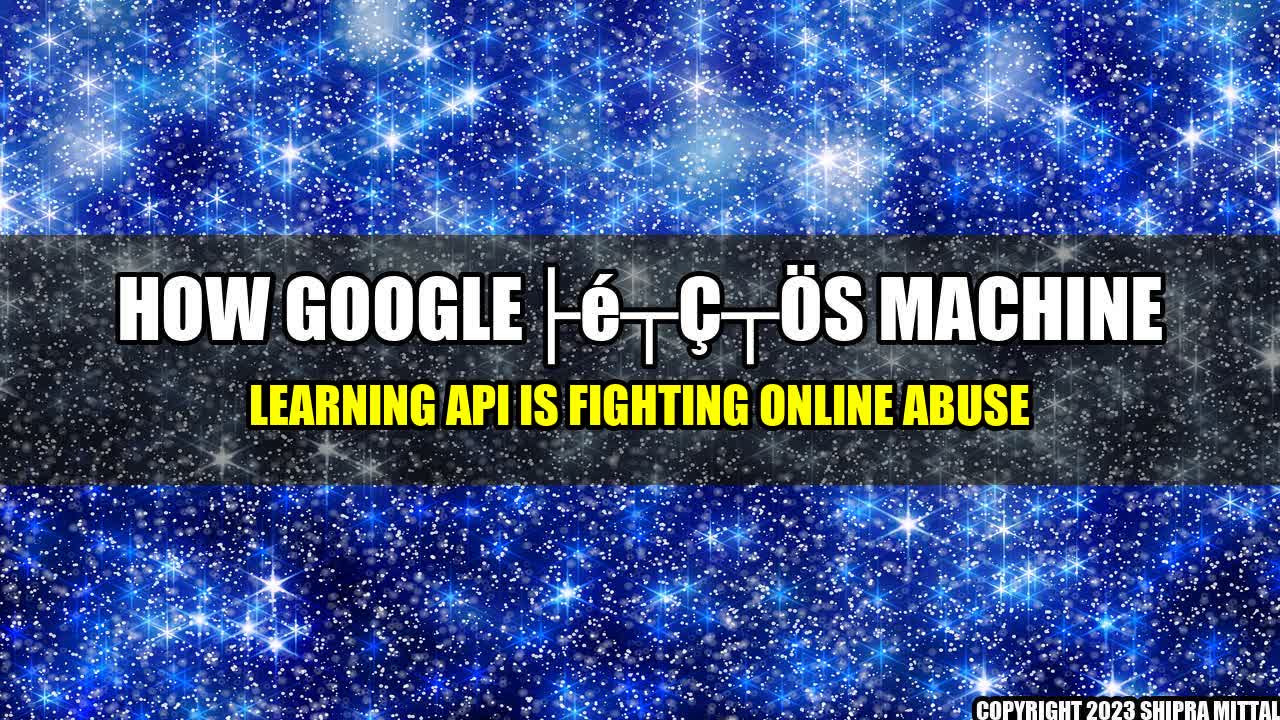 HOW GOOGLE ├é┬Ç┬ÖS MACHINE
LEARNING API IS FIGHTING ONLINE ABUSE
COPYRIGHT 2023 SHIPRA MITTAL